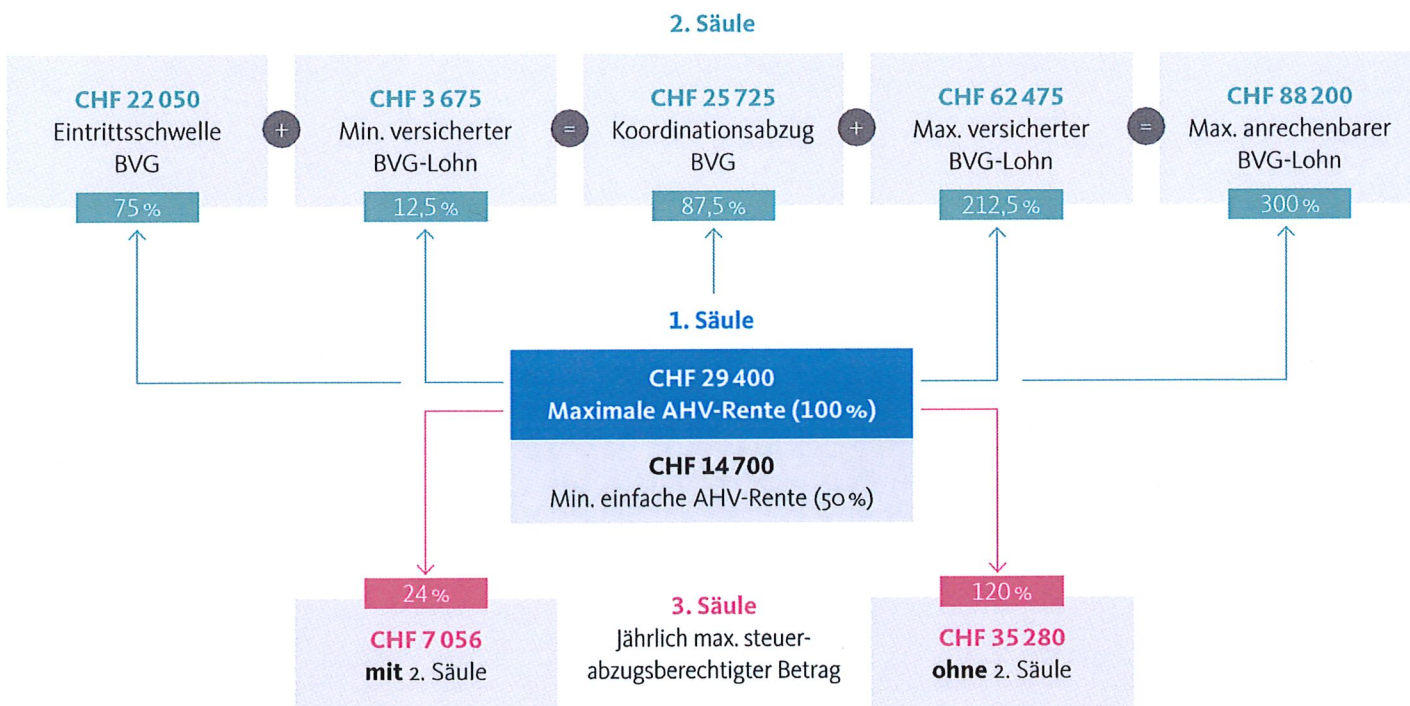 2. Säule
CHF 22 050
Eintrittsschwelle
BVG
75 %
+
CHF 3 675
Min. versicherter
BVG-Lohn
12,5 %
=
CHF 25 725
Koordinationsabzug
BVG
87,5 %
+
CHF 62 475
Max. versicherter
BVG-Lohn
212,5 %
=
CHF 88 200
Max. anrechenbarer
BVG-Lohn
300 %
1. Säule
CHF 29 400
Maximale AHV-Rente (100 %)
CHF 14 700
Min. einfache AHV-Rente (50 %)
24 %
CHF 7 056
mit 2. Säule
3. Säule
Jährlich max. steuer-
abzugsberechtigter Betrag
120 %
CHF 35 280
ohne 2. Säule